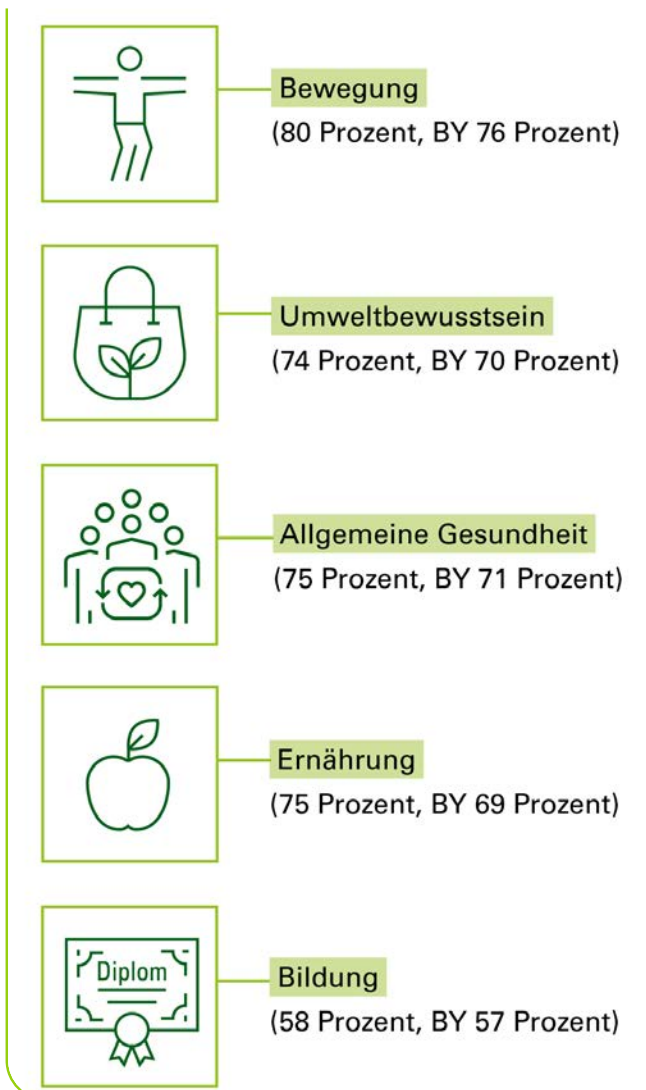 Bewegung
(80 Prozent, BY 76 Prozent)
Umweltbewusstsein
(74 Prozent, BY 70 Prozent)
Allgemeine Gesundheit
(75 Prozent, BY 71 Prozent)
Ernährung
(75 Prozent, BY 69 Prozent)
Diplom
Bildung
(58 Prozent, BY 57 Prozent)